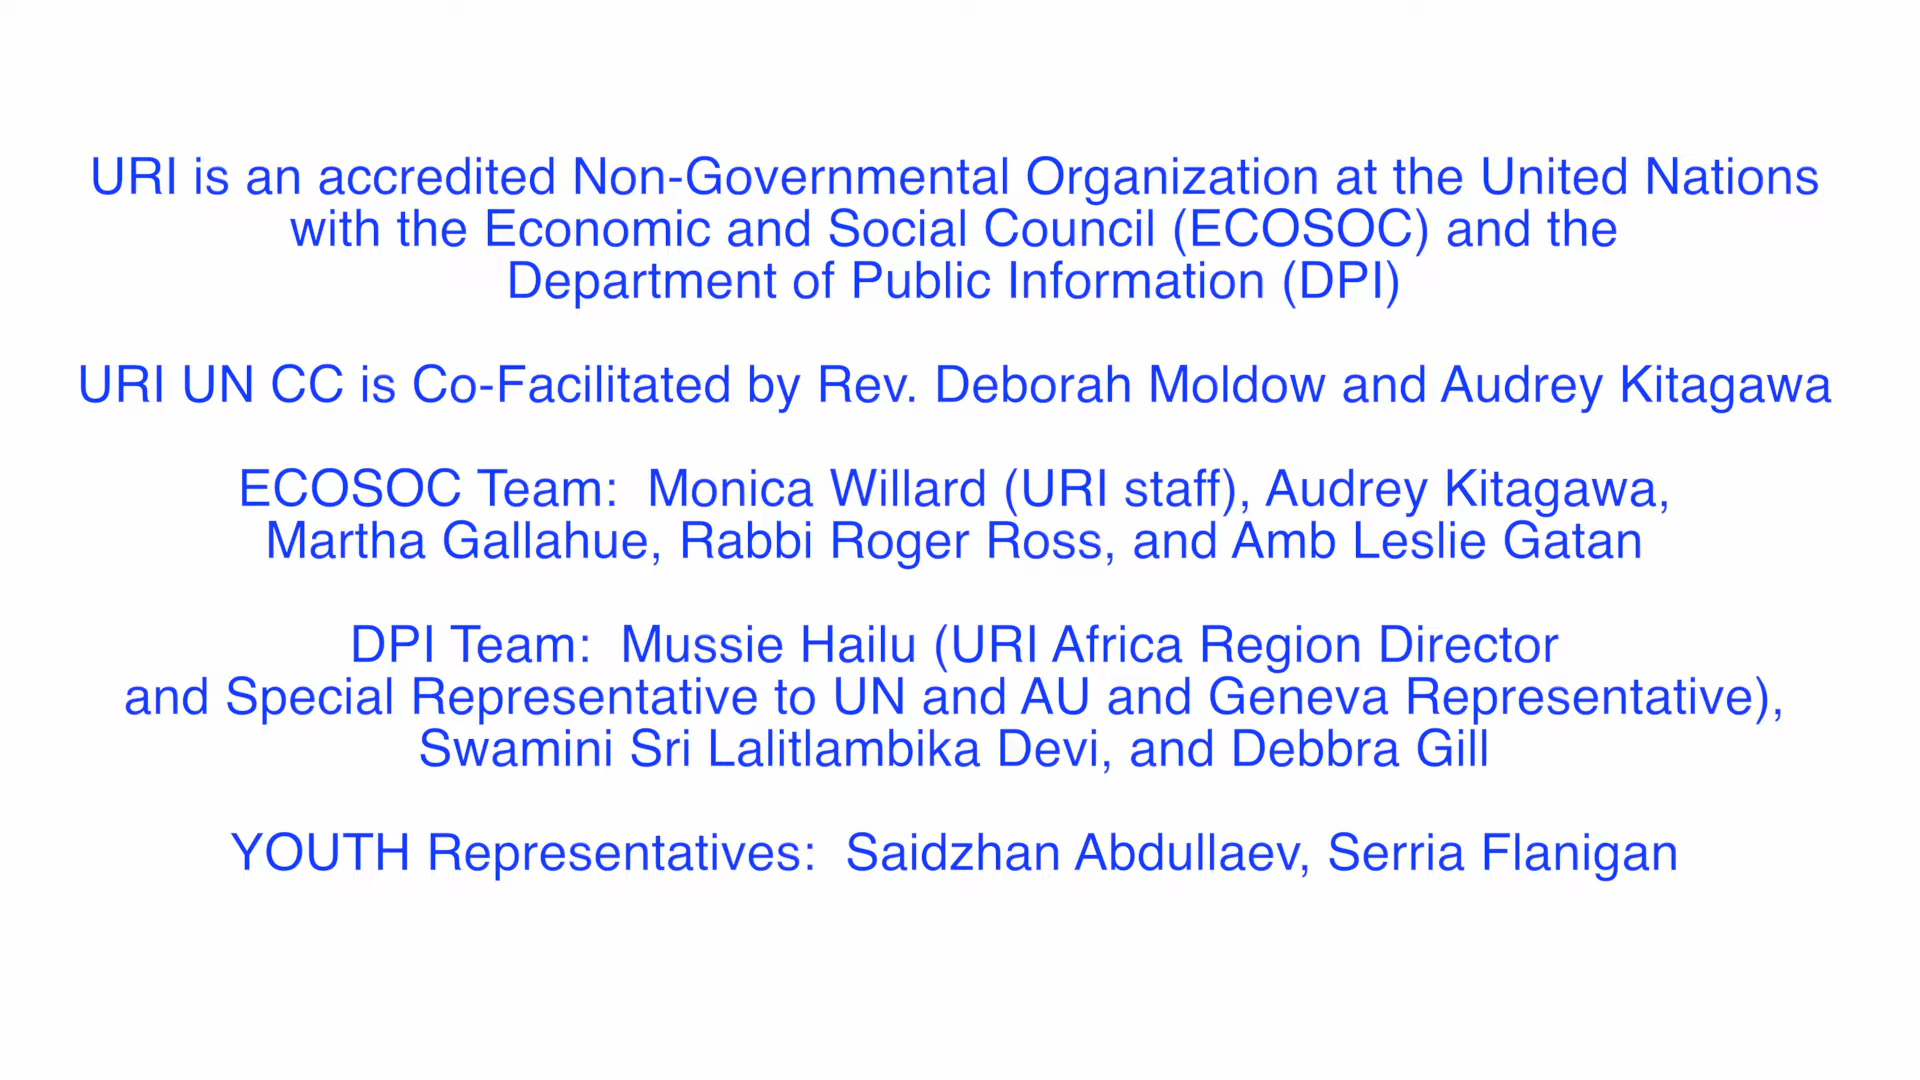 URI is an accredited Non-Governmental Organization at the United Nations
with the Economic and Social Council (ECOSOC) and the
Department of Public Information (DPI)
URI UN CC is Co-Facilitated by Rev. Deborah Moldow and Audrey Kitagawa
ECOSOC Team:  Monica Willard (URI staff), Audrey Kitagawa,
Martha Gallahue, Rabbi Roger Ross, and Amb Leslie Gatan
DPI Team:  Mussie Hailu (URI Africa Region Director
and Special Representative to UN and AU and Geneva Representative),
Swamini Sri Lalitlambika Devi, and Debbra Gill
YOUTH Representatives:  Saidzhan Abdullaev, Serria Flanigan